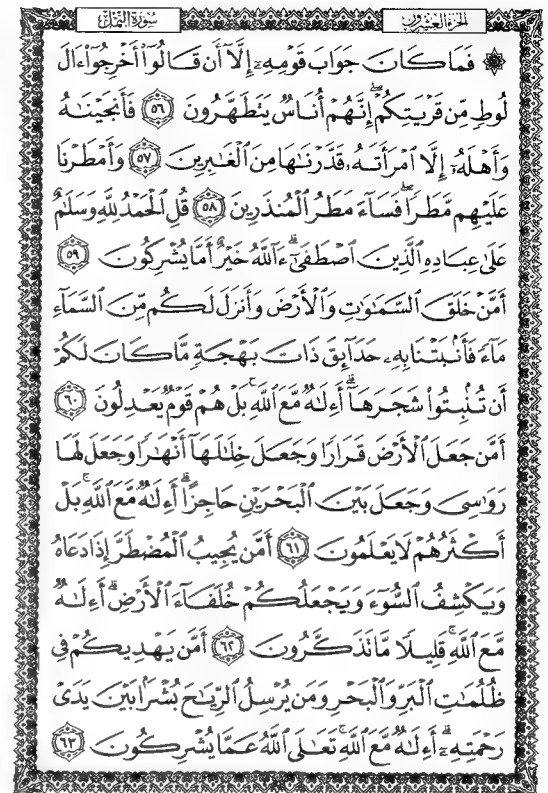 الجزء العشرون سورة النمل
۞ فَمَا كَانَ جَوَابَ قَوْمِهِۦٓ إِلَّآ أَن قَالُوٓا۟ أَخْرِجُوٓا۟ ءَالَ
لُوطٍ مِّن قَرْيَتِكُمْ ۖ إِنَّهُمْ أُنَاسٌ يَتَطَهَّرُونَ ٥٦ فَأَنجَيْنَـٰهُ
وَأَهْلَهُۥٓ إِلَّا ٱمْرَأَتَهُۥ قَدَّرْنَـٰهَا مِنَ ٱلْغَـٰبِرِينَ ٥٧ وَأَمْطَرْنَا
عَلَيْهِم مَّطَرًا ۖ فَسَآءَ مَطَرُ ٱلْمُنذَرِينَ ٥٨ قُلِ ٱلْحَمْدُ لِلَّهِ وَسَلَـٰمٌ
عَلَىٰ عِبَادِهِ ٱلَّذِينَ ٱصْطَفَىٰٓ ۗ ءَآللَّهُ خَيْرٌ أَمَّا يُشْرِكُونَ ٥٩
أَمَّنْ خَلَقَ ٱلسَّمَـٰوَٰتِ وَٱلْأَرْضَ وَأَنزَلَ لَكُم مِّنَ ٱلسَّمَآءِ
مَآءً فَأَنۢبَتْنَا بِهِۦ حَدَآئِقَ ذَاتَ بَهْجَةٍ مَّا كَانَ لَكُمْ
أَن تُنۢبِتُوا۟ شَجَرَهَآ ۗ أَءِلَـٰهٌ مَّعَ ٱللَّهِ ۚ بَلْ هُمْ قَوْمٌ يَعْدِلُونَ ٦٠
أَمَّن جَعَلَ ٱلْأَرْضَ قَرَارًا وَجَعَلَ خِلَـٰلَهَآ أَنْهَـٰرًا وَجَعَلَ لَهَا
رَوَٰسِىَ وَجَعَلَ بَيْنَ ٱلْبَحْرَيْنِ حَاجِزًا ۗ أَءِلَـٰهٌ مَّعَ ٱللَّهِ ۚ بَلْ
أَكْثَرُهُمْ لَا يَعْلَمُونَ ٦١ أَمَّن يُجِيبُ ٱلْمُضْطَرَّ إِذَا دَعَاهُ
وَيَكْشِفُ ٱلسُّوٓءَ وَيَجْعَلُكُمْ خُلَفَآءَ ٱلْأَرْضِ ۗ أَءِلَـٰهٌ
مَّعَ ٱللَّهِ ۚ قَلِيلًا مَّا تَذَكَّرُونَ ٦٢ أَمَّن يَهْدِيكُمْ فِى
ظُلُمَـٰتِ ٱلْبَرِّ وَٱلْبَحْرِ وَمَن يُرْسِلُ ٱلرِّيَـٰحَ بُشْرًۢا بَيْنَ يَدَىْ
رَحْمَتِهِۦٓ ۗ أَءِلَـٰهٌ مَّعَ ٱللَّهِ ۚ تَعَـٰلَى ٱللَّهُ عَمَّا يُشْرِكُونَ ٦٣